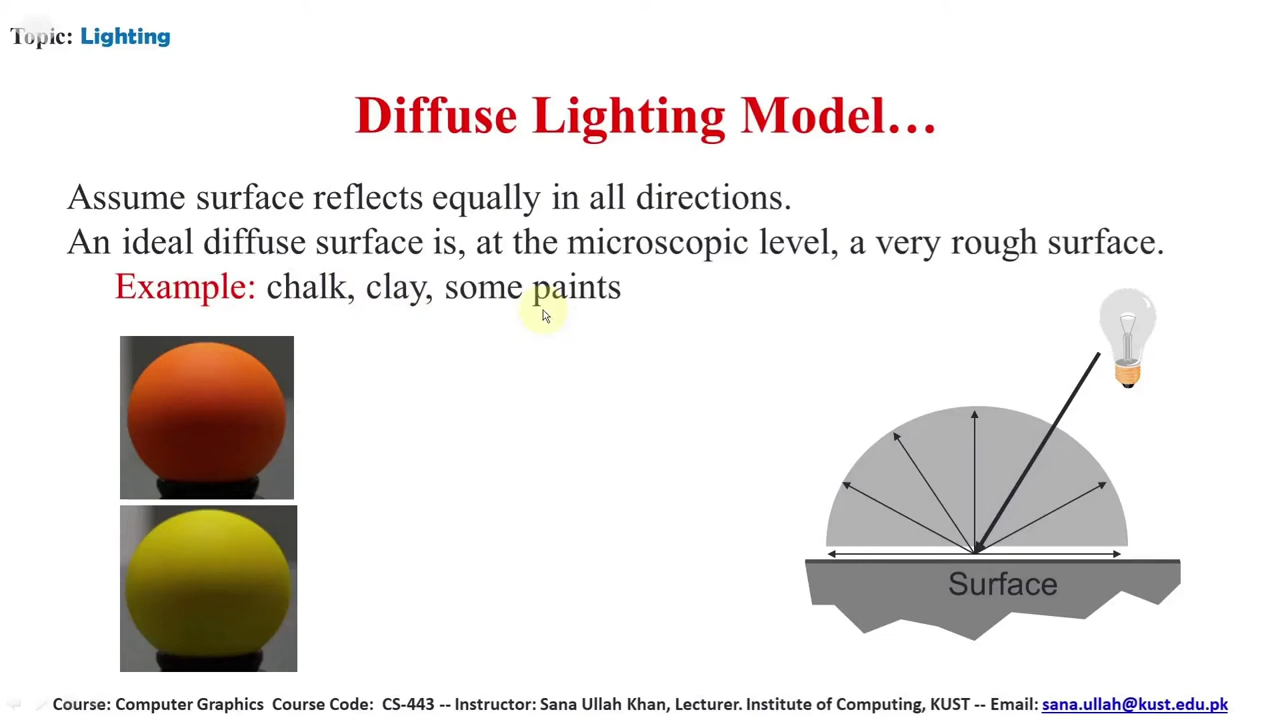 Topic: Lighting
Diffuse Lighting Model…
Assume surface reflects equally in all directions.
An ideal diffuse surface is, at the microscopic level, a very rough surface.
Example: chalk, clay, some paints
Surface
Course: Computer Graphics Course Code: CS-443 -- Instructor: Sana Ullah Khan, Lecturer. Institute of Computing, KUST -- Email: sana.ullah@kust.edu.pk